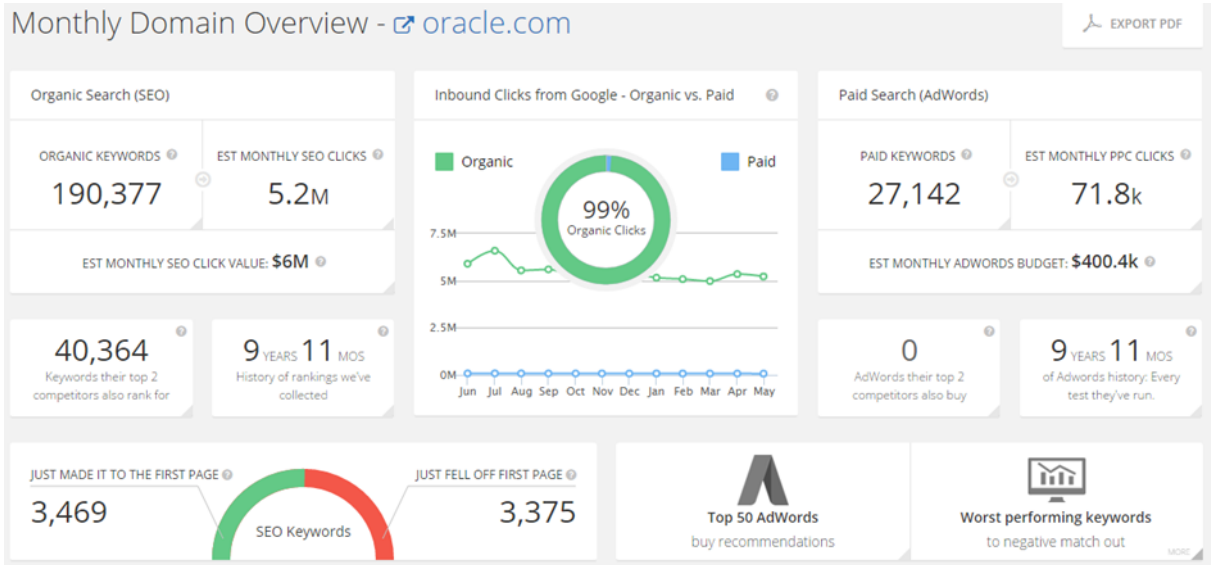 Monthly Domain Overview - oracle.com
EXPORT PDF
Organic Search (SEO)
ORGANIC KEYWORDS
190,377
EST MONTHLY SEO CLICKS
5.2M
EST MONTHLY SEO CLICK VALUE: $6M
40,364
Keywords their top 2
competitors also rank for
9 YEARS 11 MOS
History of rankings we've
collected
Inbound Clicks from Google - Organic vs. Paid
Organic
Paid
99%
Organic Clicks
7.5M
5M
2.5M
0M
Jun Jul Aug Sep Oct Nov Dec Jan Feb Mar Apr May
Paid Search (AdWords)
PAID KEYWORDS
27,142
EST MONTHLY PPC CLICKS
71.8k
EST MONTHLY ADWORDS BUDGET: $400.4k
0
AdWords their top 2
competitors also buy
9 YEARS 11 MOS
of Adwords history: Every
test they've run.
JUST MADE IT TO THE FIRST PAGE
3,469
SEO Keywords
JUST FELL OFF FIRST PAGE
3,375
Top 50 AdWords
buy recommendations
Worst performing keywords
to negative match out
MORE